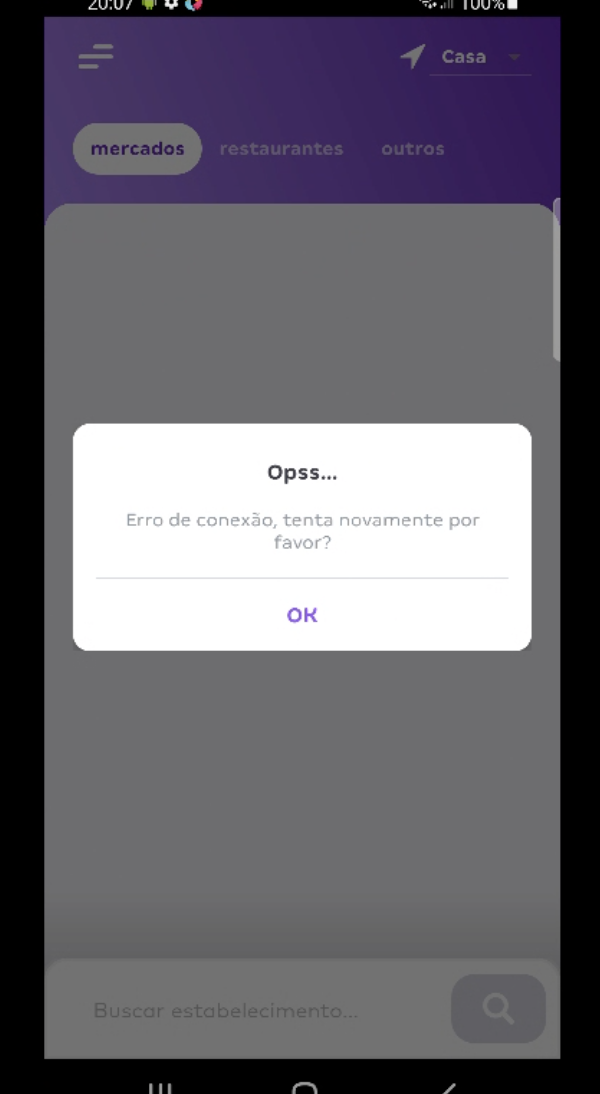 20:07 100%
Casa
mercados restaurantes outros
Opss...
Erro de conexão, tenta novamente por
favor?
OK
Buscar estabelecimento...